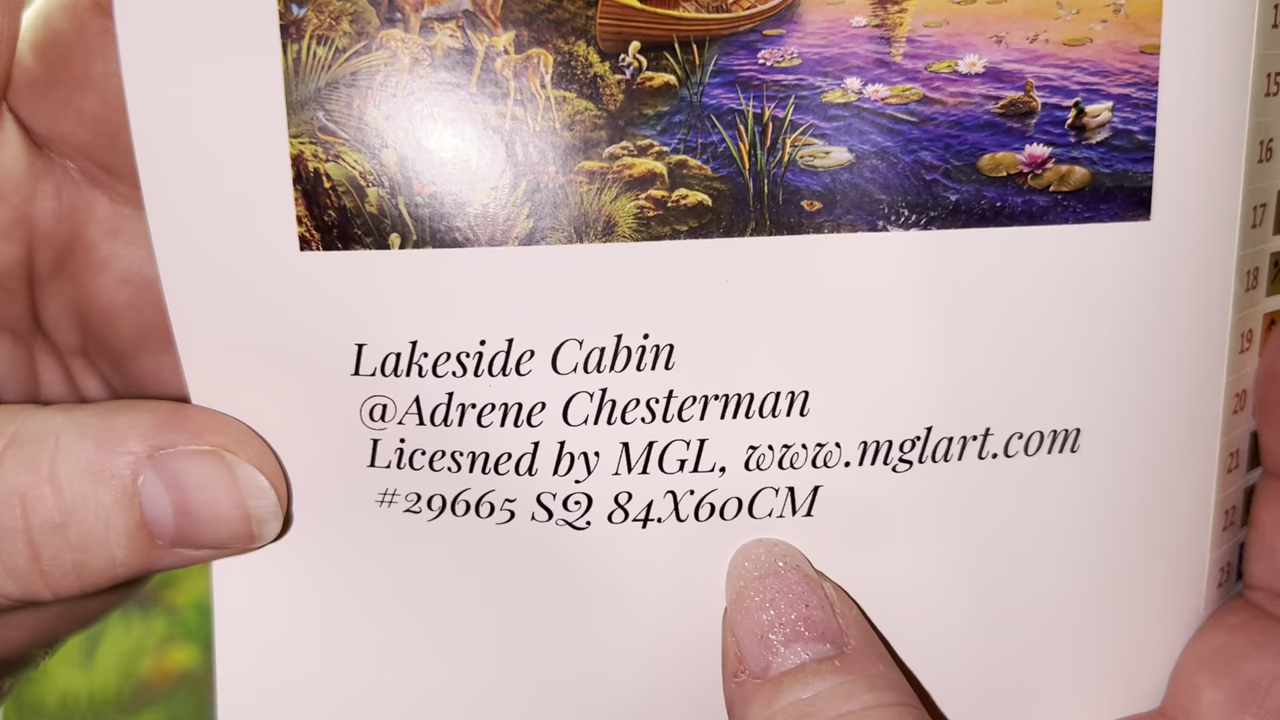 Lakeside Cabin
@Adrene Chesterman
Licesned by MGL, www.mglart.com
#29665 SQ 84X60CM
15
16
17
18
19
20
21
22
23